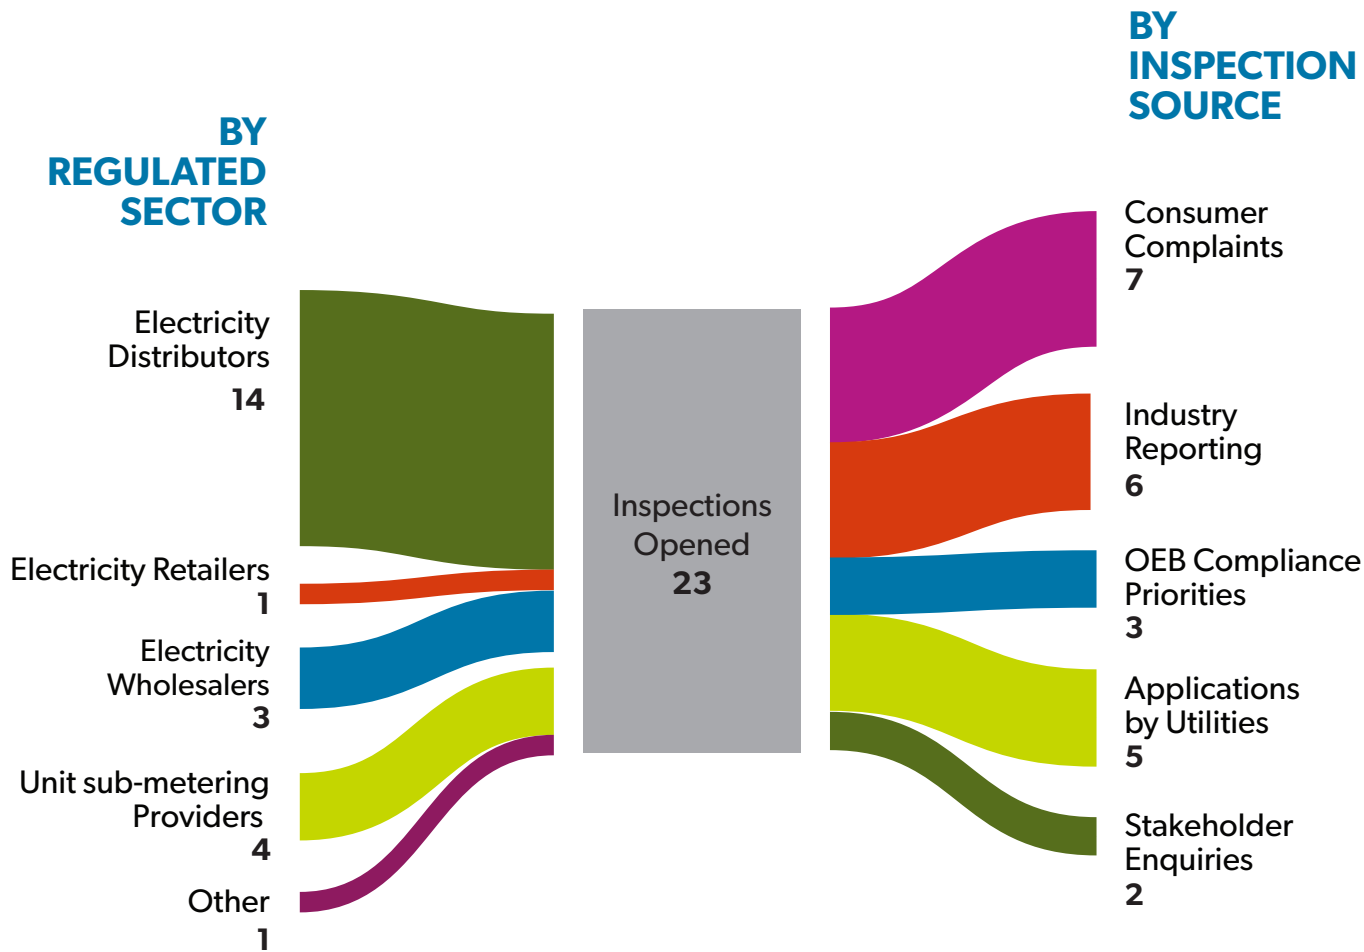 BY
REGULATED
SECTOR
Electricity
Distributors
14
Electricity Retailers
1
Electricity
Wholesalers
3
Unit sub-metering
Providers
4
Other
1
Inspections
Opened
23
BY
INSPECTION
SOURCE
Consumer
Complaints
7
Industry
Reporting
6
OEB Compliance
Priorities
3
Applications
by Utilities
5
Stakeholder
Enquiries
2